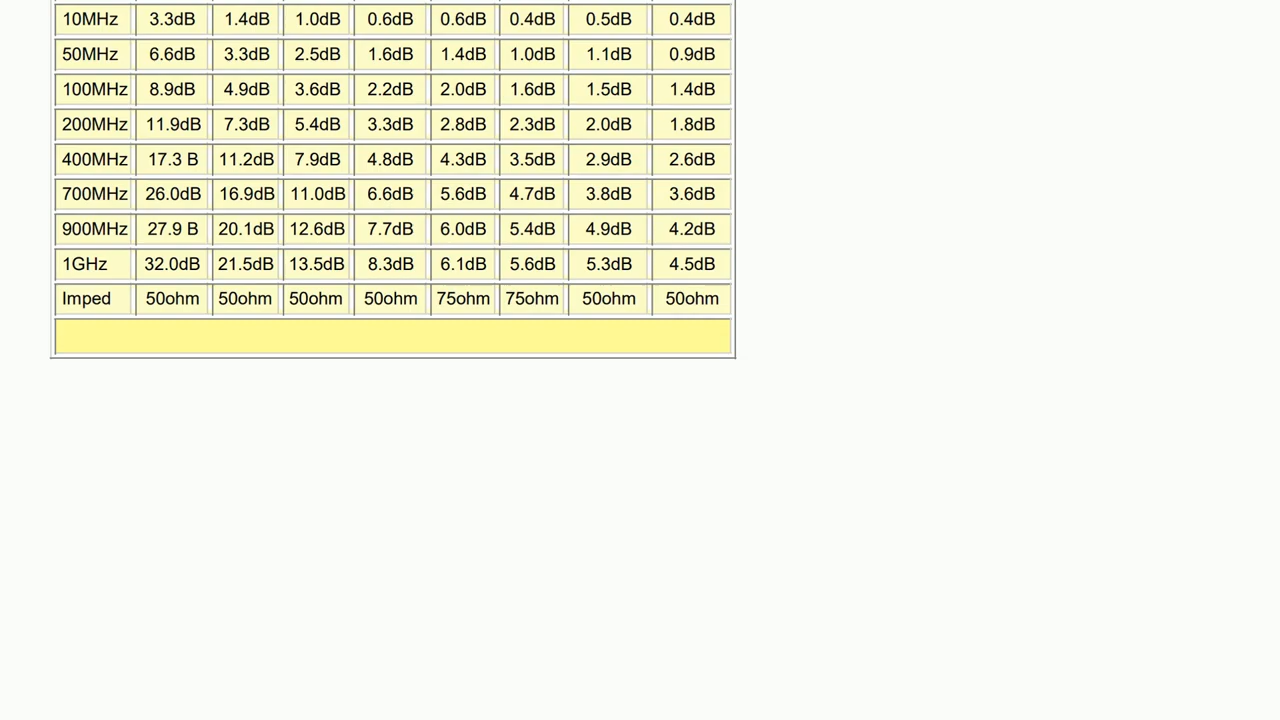 10MHz 3.3dB 1.4dB 1.0dB 0.6dB 0.6dB 0.4dB 0.5dB 0.4dB
50MHz 6.6dB 3.3dB 2.5dB 1.6dB 1.4dB 1.0dB 1.1dB 0.9dB
100MHz 8.9dB 4.9dB 3.6dB 2.2dB 2.0dB 1.6dB 1.5dB 1.4dB
200MHz 11.9dB 7.3dB 5.4dB 3.3dB 2.8dB 2.3dB 2.0dB 1.8dB
400MHz 17.3 B 11.2dB 7.9dB 4.8dB 4.3dB 3.5dB 2.9dB 2.6dB
700MHz 26.0dB 16.9dB 11.0dB 6.6dB 5.6dB 4.7dB 3.8dB 3.6dB
900MHz 27.9 B 20.1dB 12.6dB 7.7dB 6.0dB 5.4dB 4.9dB 4.2dB
1GHz 32.0dB 21.5dB 13.5dB 8.3dB 6.1dB 5.6dB 5.3dB 4.5dB
Imped 50ohm 50ohm 50ohm 50ohm 75ohm 75ohm 50ohm 50ohm